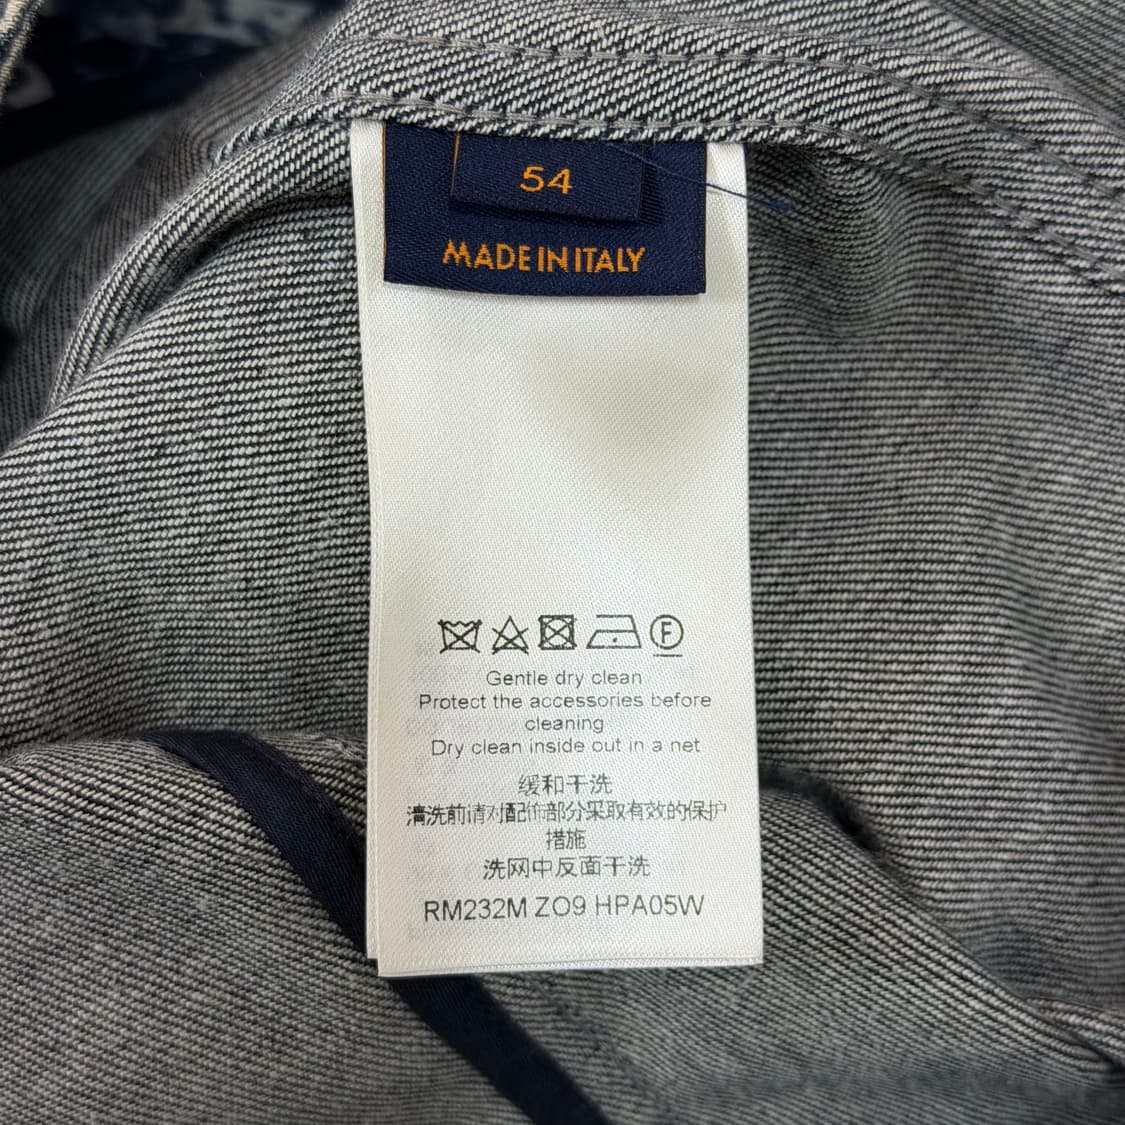 54
MADE IN ITALY
F
Gentle dry clean
Protect the accessories before
cleaning
Dry clean inside out in a net
缓和干洗
清洗前请对配饰部分采取有效的保护
措施
洗网中反面干洗
RM232M ZO9 HPA05W